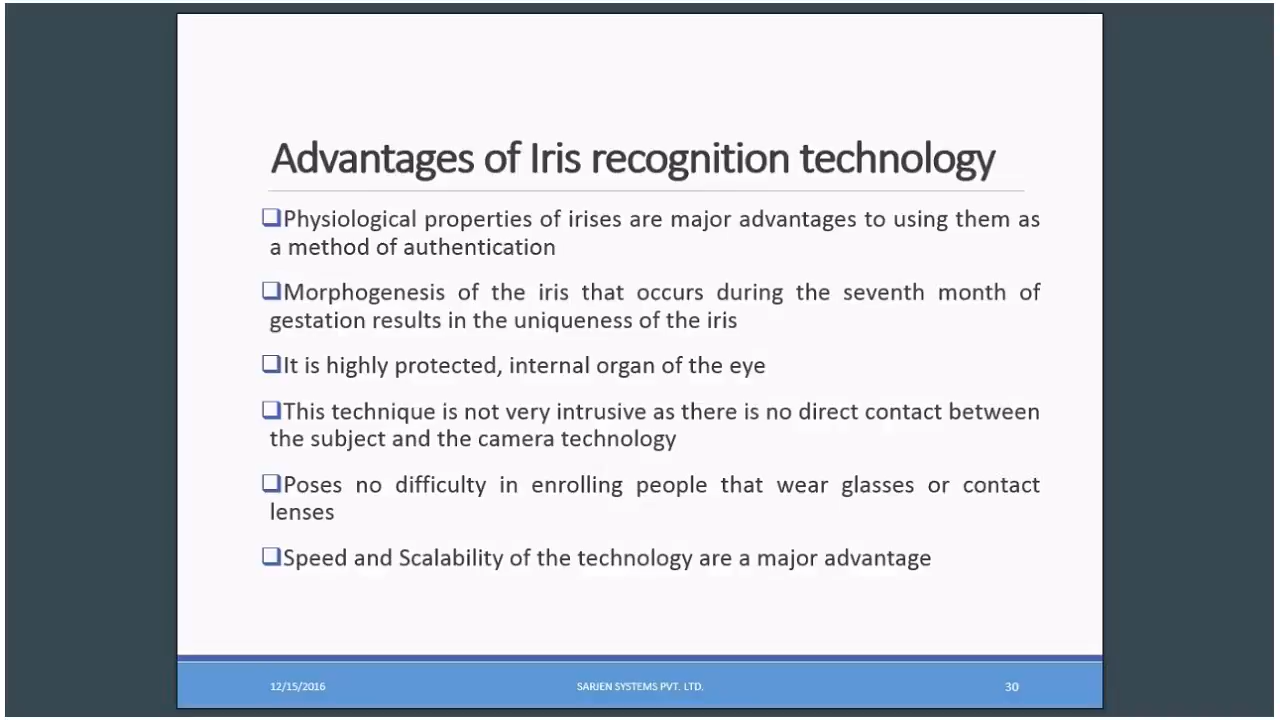 Advantages of Iris recognition technology
Physiological properties of irises are major advantages to using them as
a method of authentication
Morphogenesis of the iris that occurs during the seventh month of
gestation results in the uniqueness of the iris
It is highly protected, internal organ of the eye
This technique is not very intrusive as there is no direct contact between
the subject and the camera technology
Poses no difficulty in enrolling people that wear glasses or contact
lenses
Speed and Scalability of the technology are a major advantage
12/15/2016 SARJEN SYSTEMS PVT. LTD. 30